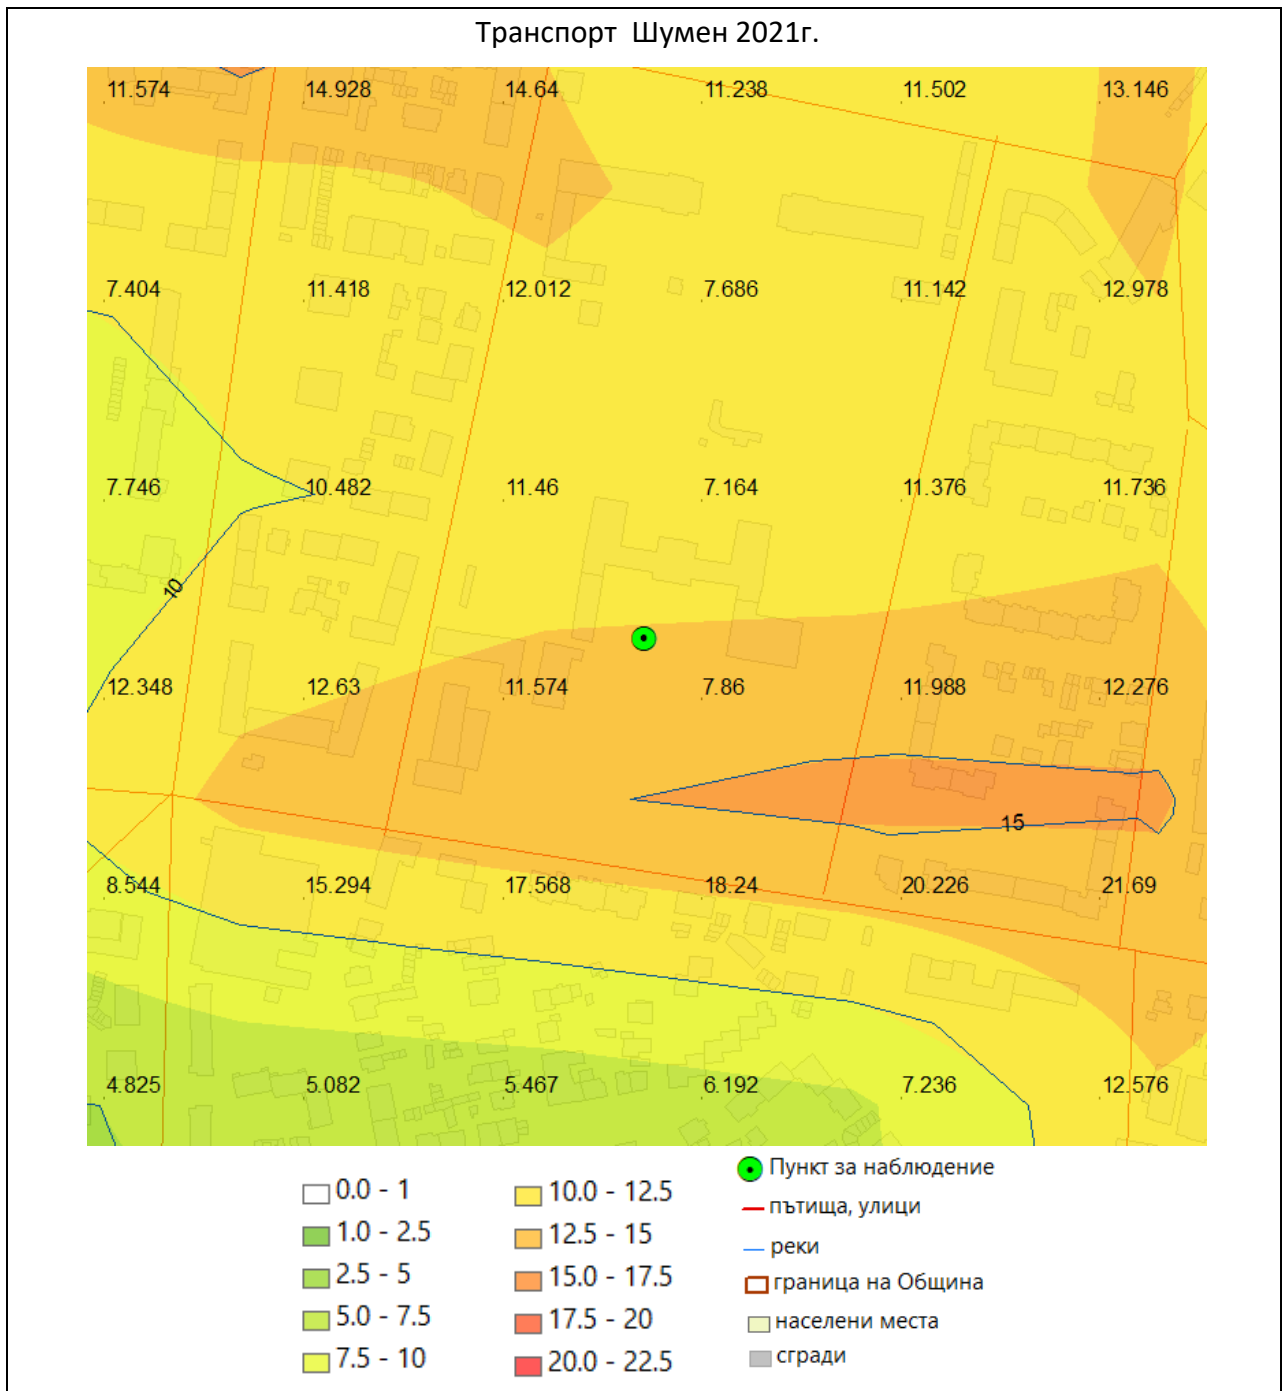 Транспорт Шумен 2021г.
11.574 14.928 14.64 11.238 11.502 13.146
7.404 11.418 12.012 7.686 11.142 12.978
7.746 10.482 11.46 7.164 11.376 11.736
10
12.348 12.63 11.574 7.86 11.988 12.276
15
8.544 15.294 17.568 18.24 20.226 21.69
4.825 5.082 5.467 6.192 7.236 12.576
0.0 - 1
1.0 - 2.5
2.5 - 5
5.0 - 7.5
7.5 - 10
10.0 - 12.5
12.5 - 15
15.0 - 17.5
17.5 - 20
20.0 - 22.5
Пункт за наблюдение
пътища, улици
реки
граница на Община
населени места
сгради